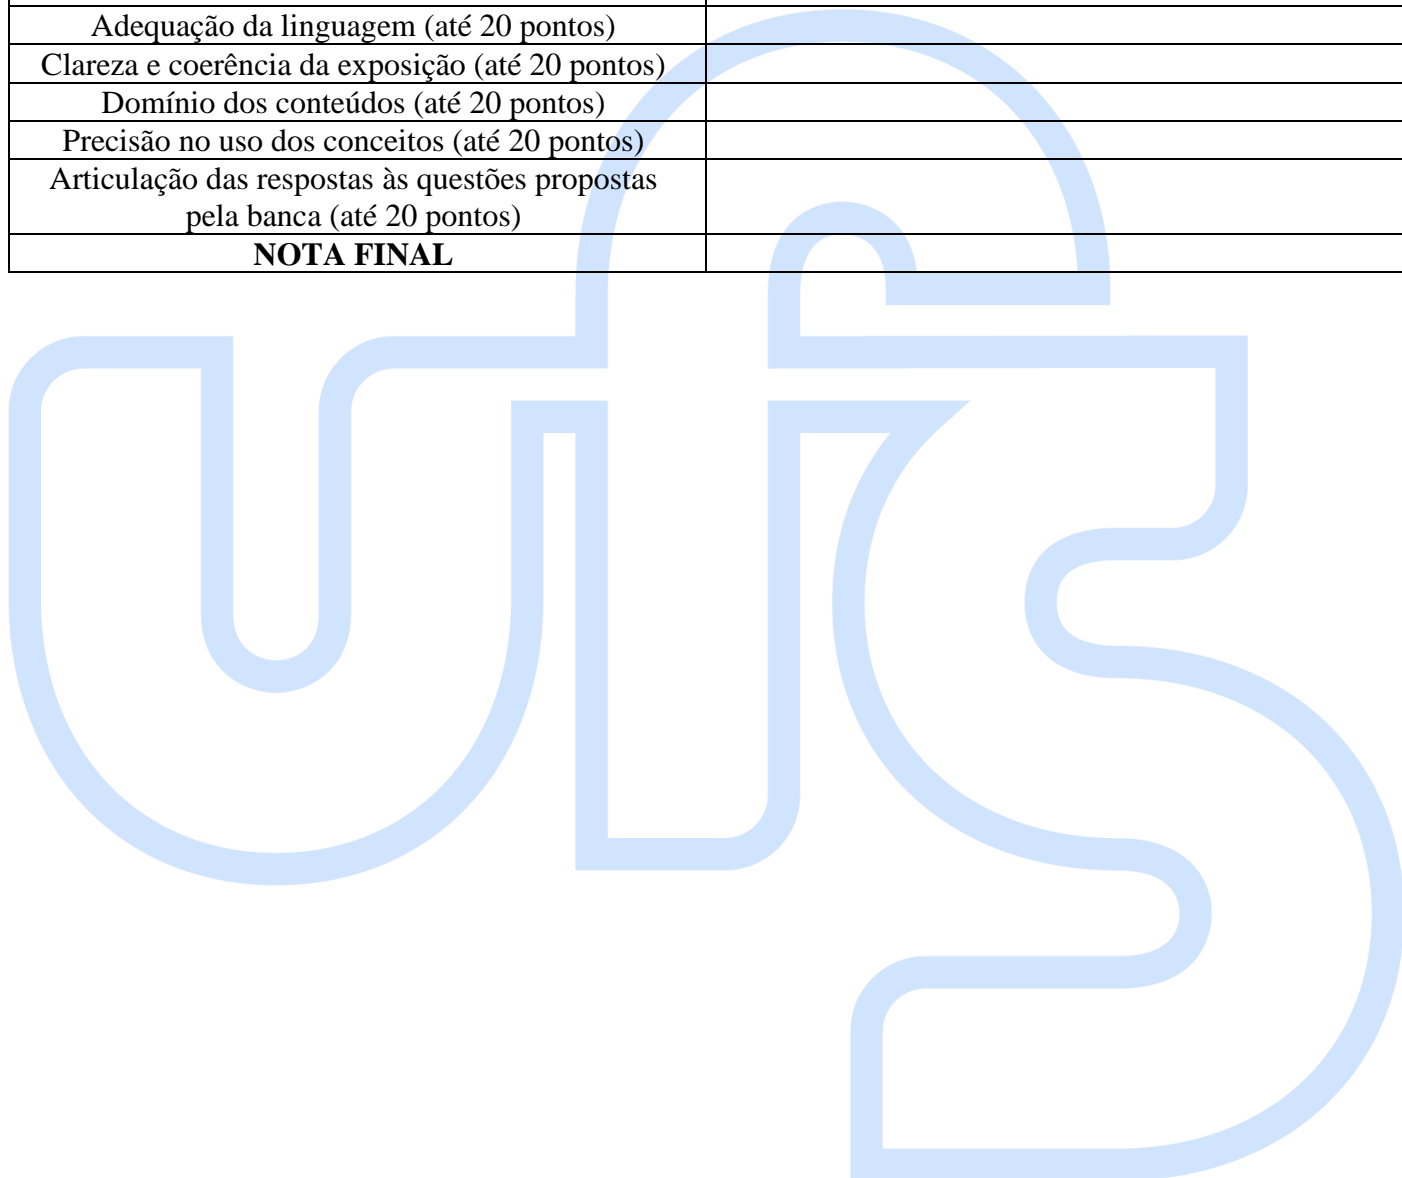 Adequação da linguagem (até 20 pontos)
Clareza e coerência da exposição (até 20 pontos)
Domínio dos conteúdos (até 20 pontos)
Precisão no uso dos conceitos (até 20 pontos)
Articulação das respostas às questões propostas
pela banca (até 20 pontos)
NOTA FINAL
ufs